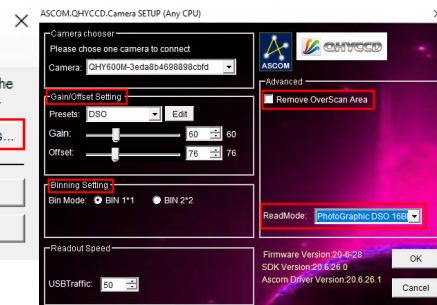 ASCOM.QHYCCD.Camera SETUP (Any CPU)
he
s...
Camera chooser
Please chose one camera to connect
Camera: QHY600M-3eda8b4698898cbfd
ASCOM
QHYCCD
Gain/Offset Setting
Presets: DSO Edit
Gain: 60 60
Offset: 76 76
Advanced
Remove OverScan Area
Binning Setting
Bin Mode: BIN 1*1 BIN 2*2
ReadMode: PhotoGraphic DSO 16B
Readout Speed
USBTraffic: 50
Firmware Version:20-6-28
SDK Version:20.6.26.0
Ascom Driver Version:20.6.26.1
OK
Cancel